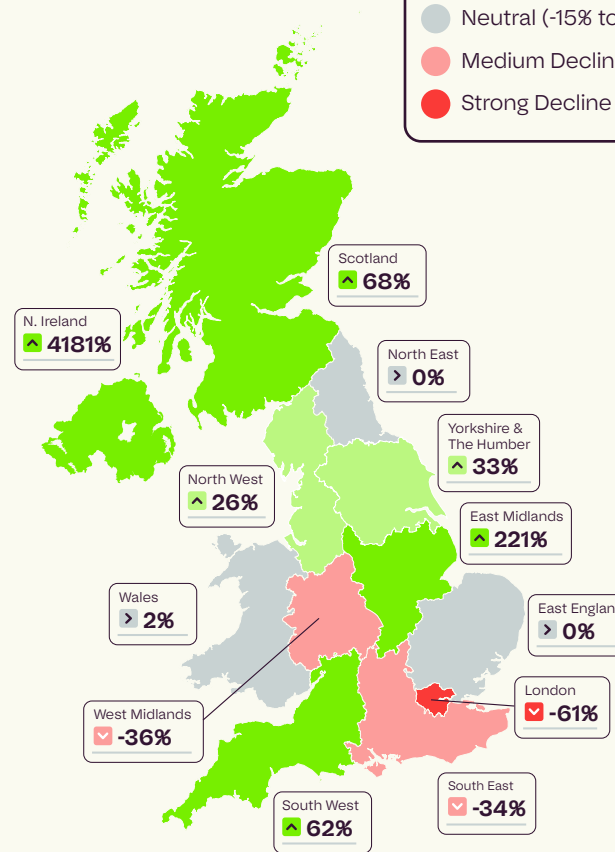 Neutral (-15% to
Medium Declin
Strong Decline
Scotland
68%
N. Ireland
4181%
North East
0%
Yorkshire &
The Humber
33%
North West
26%
East Midlands
221%
Wales
2%
East Englan
0%
London
-61%
West Midlands
-36%
South East
-34%
South West
62%